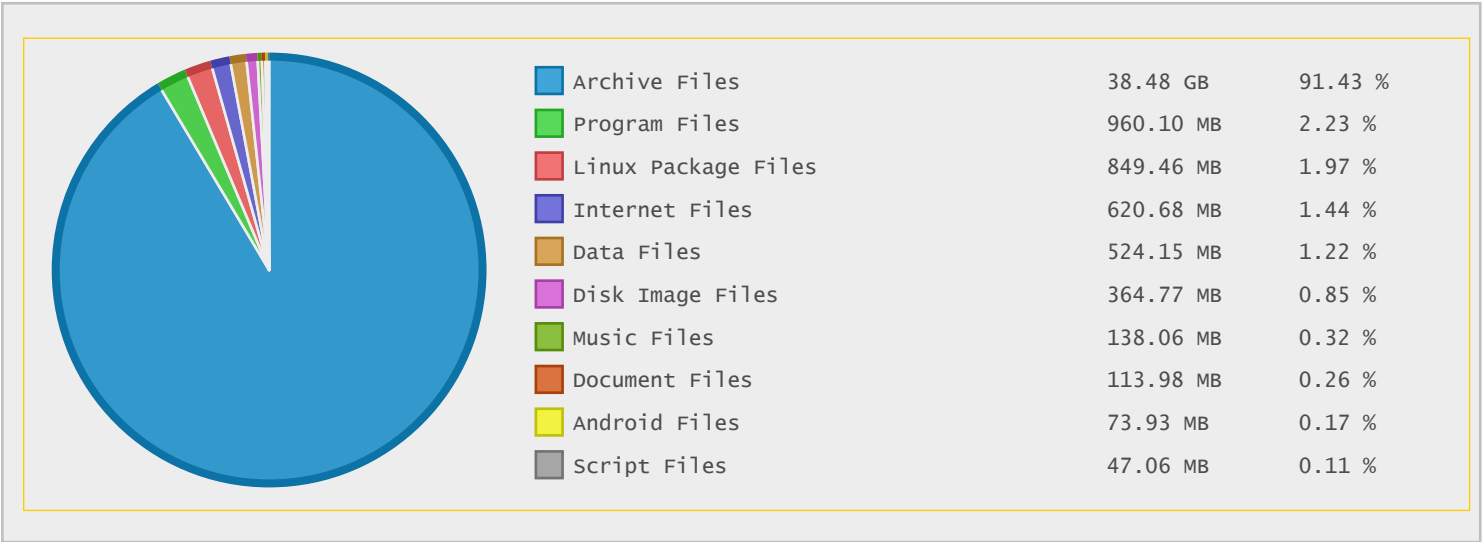 Archive Files 38.48 GB 91.43 %
Program Files 960.10 MB 2.23 %
Linux Package Files 849.46 MB 1.97 %
Internet Files 620.68 MB 1.44 %
Data Files 524.15 MB 1.22 %
Disk Image Files 364.77 MB 0.85 %
Music Files 138.06 MB 0.32 %
Document Files 113.98 MB 0.26 %
Android Files 73.93 MB 0.17 %
Script Files 47.06 MB 0.11 %